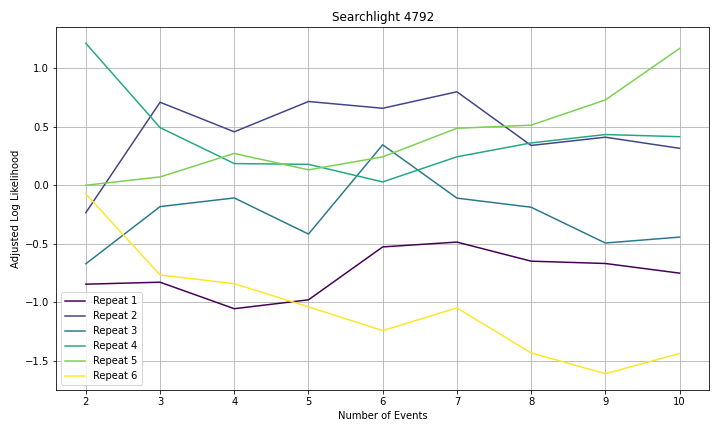 Searchlight 4792
Adjusted Log Likelihood
1.0
0.5
0.0
−0.5
−1.0
−1.5
Repeat 1
Repeat 2
Repeat 3
Repeat 4
Repeat 5
Repeat 6
2 3 4 5 6 7 8 9 10
Number of Events